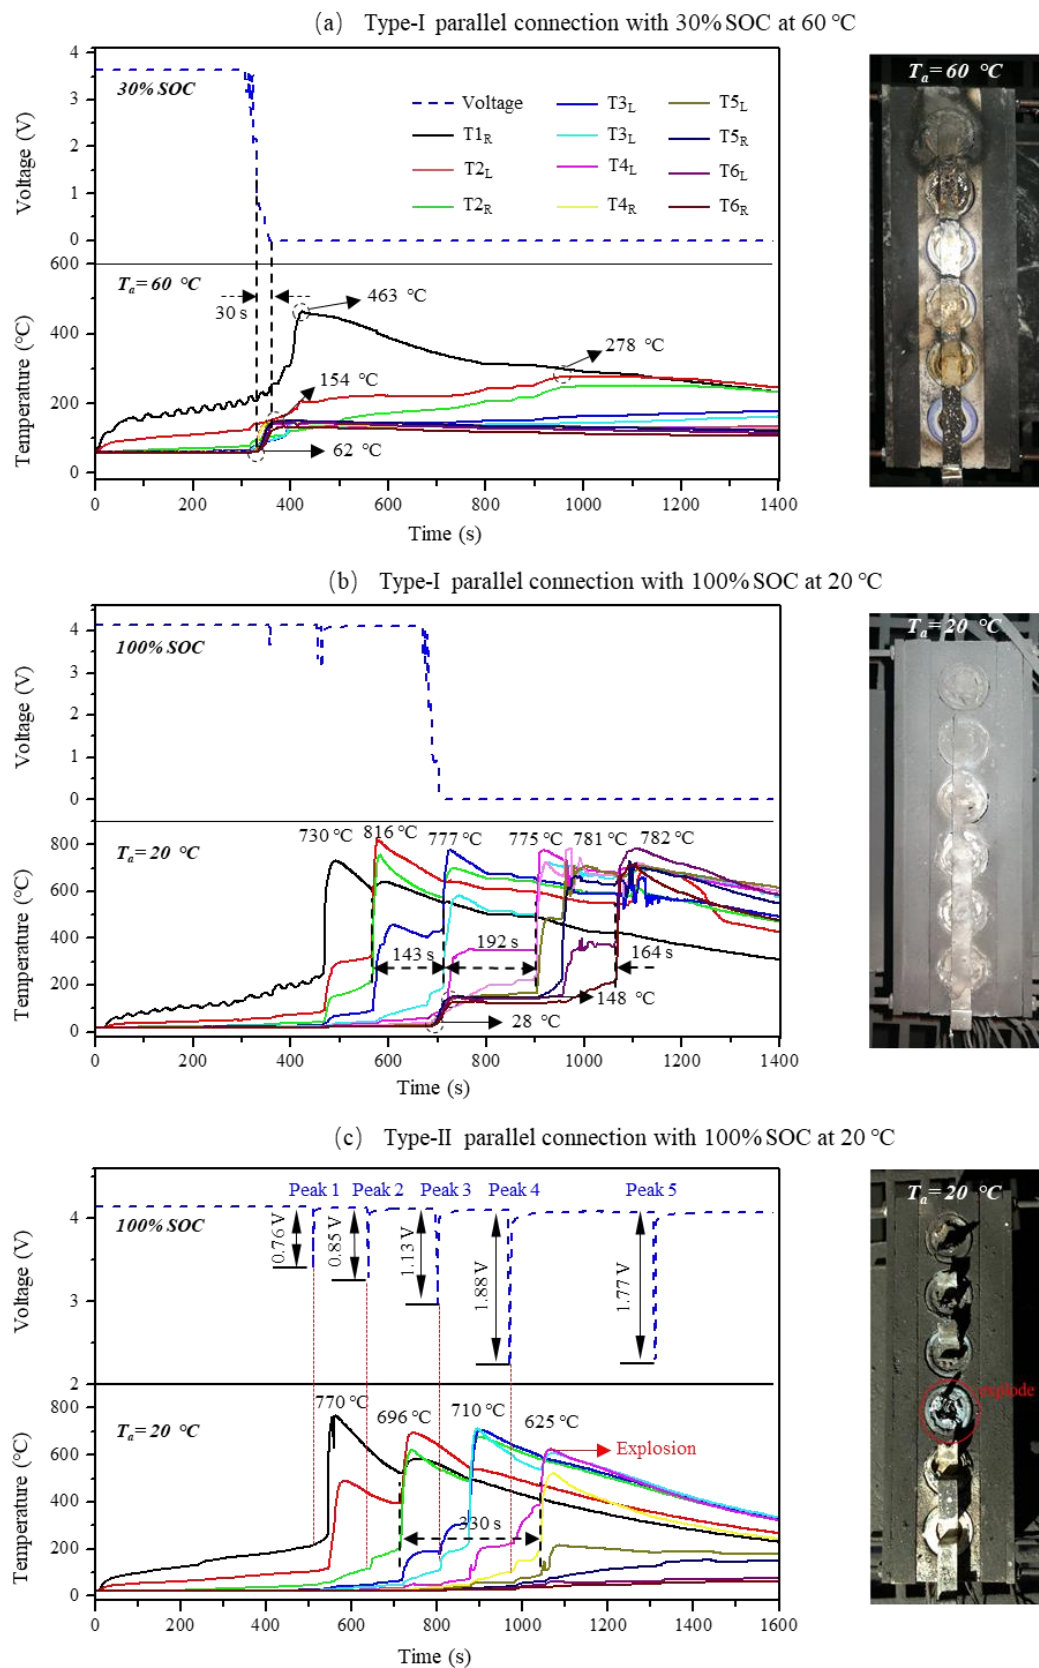 (a) Type-I parallel connection with 30% SOC at 60 °C
4
3
2
1
0
Voltage (V)
30% SOC
Voltage
T1R
T2L
T2R
T3L
T3L
T4L
T4R
T5L
T5R
T6L
T6R
600
400
200
0
Temperature (°C)
Ta= 60 °C
30 s
463 °C
278 °C
154 °C
62 °C
0 200 400 600 800 1000 1200 1400
Time (s)
Ta= 60 °C
(b) Type-I parallel connection with 100% SOC at 20 °C
4
3
2
1
0
Voltage (V)
100% SOC
800
600
400
200
0
Temperature (°C)
Ta= 20 °C
730 °C 816 °C 777 °C 775 °C 781 °C 782 °C
143 s 192 s 164 s
148 °C
28 °C
0 200 400 600 800 1000 1200 1400
Time (s)
Ta= 20 °C
(c) Type-II parallel connection with 100% SOC at 20 °C
4
3
2
Voltage (V)
100% SOC
Peak 1 Peak 2 Peak 3 Peak 4 Peak 5
0.76 V
0.85 V
1.13 V
1.88 V
1.77 V
800
600
400
200
0
Temperature (°C)
Ta= 20 °C
770 °C 696 °C 710 °C 625 °C
Explosion
330 s
0 200 400 600 800 1000 1200 1400 1600
Time (s)
Ta= 20 °C
explode